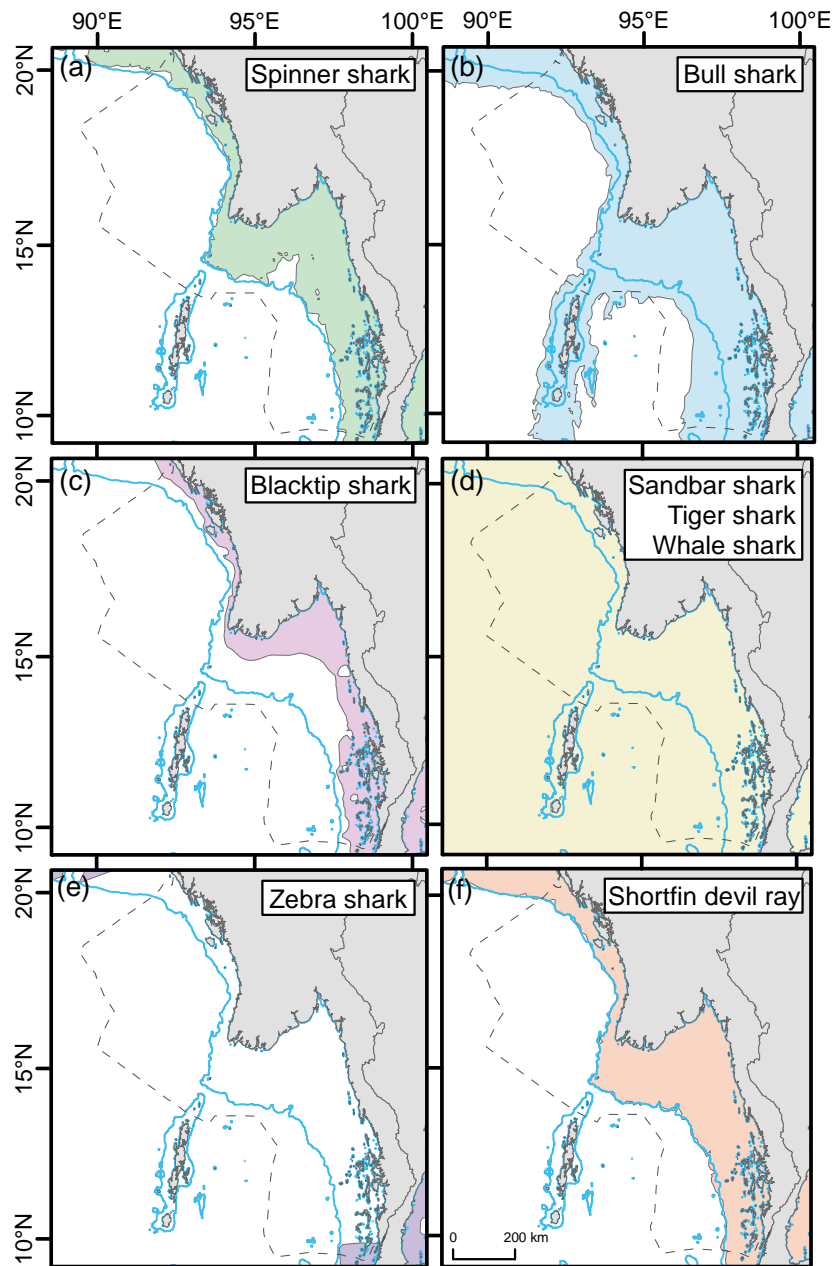 90°E 95°E 100°E 90°E 95°E 100°E
20°N
15°N
10°N
(a)
Spinner shark
(b)
Bull shark
20°N
15°N
10°N
(c)
Blacktip shark
(d)
Sandbar shark
Tiger shark
Whale shark
20°N
15°N
10°N
(e)
Zebra shark
(f)
Shortfin devil ray
0 200 km